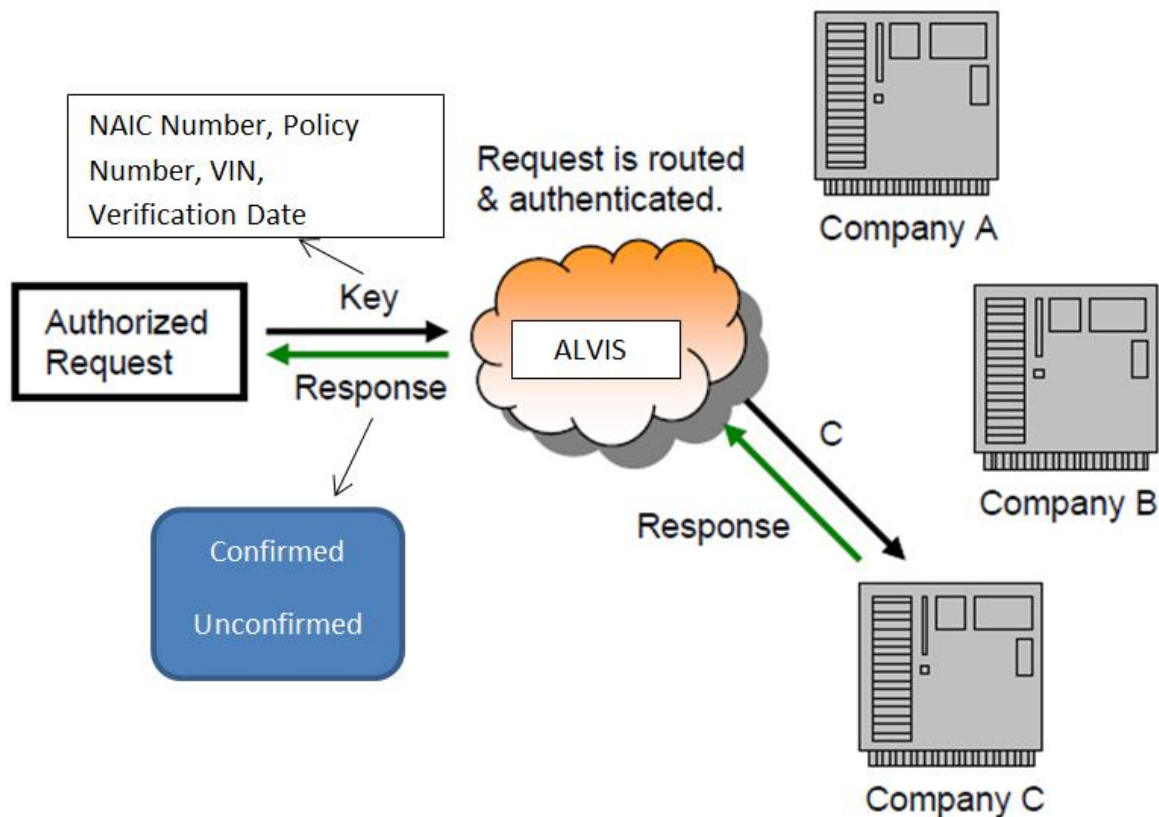 NAIC Number, Policy
Number, VIN,
Verification Date
Request is routed
& authenticated.
Company A
Authorized
Request
Key
Response
ALVIS
C
Company B
Response
Confirmed
Unconfirmed
Company C